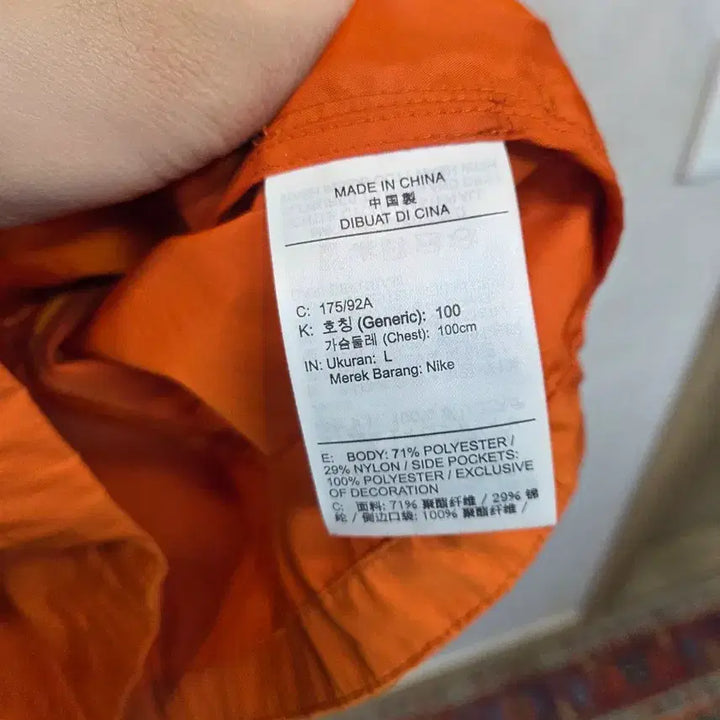 MADE IN CHINA
中国製
DIBUAT DI CINA
C: 175/92A
K: 호칭 (Generic): 100
가슴둘레 (Chest): 100cm
IN: Ukuran: L
Merek Barang: Nike
E: BODY: 71% POLYESTER /
29% NYLON / SIDE POCKETS:
100% POLYESTER / EXCLUSIVE
OF DECORATION
C: 面料: 71% 聚酯纤维 / 29% 锦
纶 / 侧边口袋: 100% 聚酯纤维 /